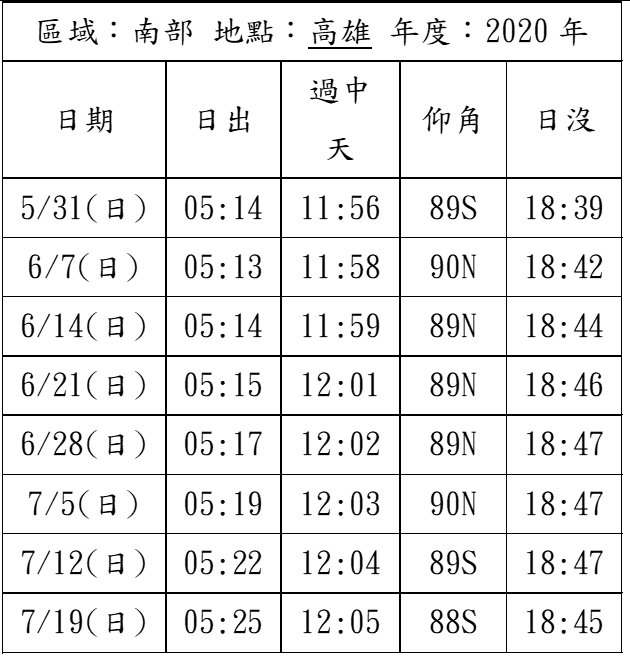 區域：南部 地點：高雄 年度：2020 年
日期 日出 過中天 仰角 日沒
5/31(日) 05:14 11:56 89S 18:39
6/7(日) 05:13 11:58 90N 18:42
6/14(日) 05:14 11:59 89N 18:44
6/21(日) 05:15 12:01 89N 18:46
6/28(日) 05:17 12:02 89N 18:47
7/5(日) 05:19 12:03 90N 18:47
7/12(日) 05:22 12:04 89S 18:47
7/19(日) 05:25 12:05 88S 18:45